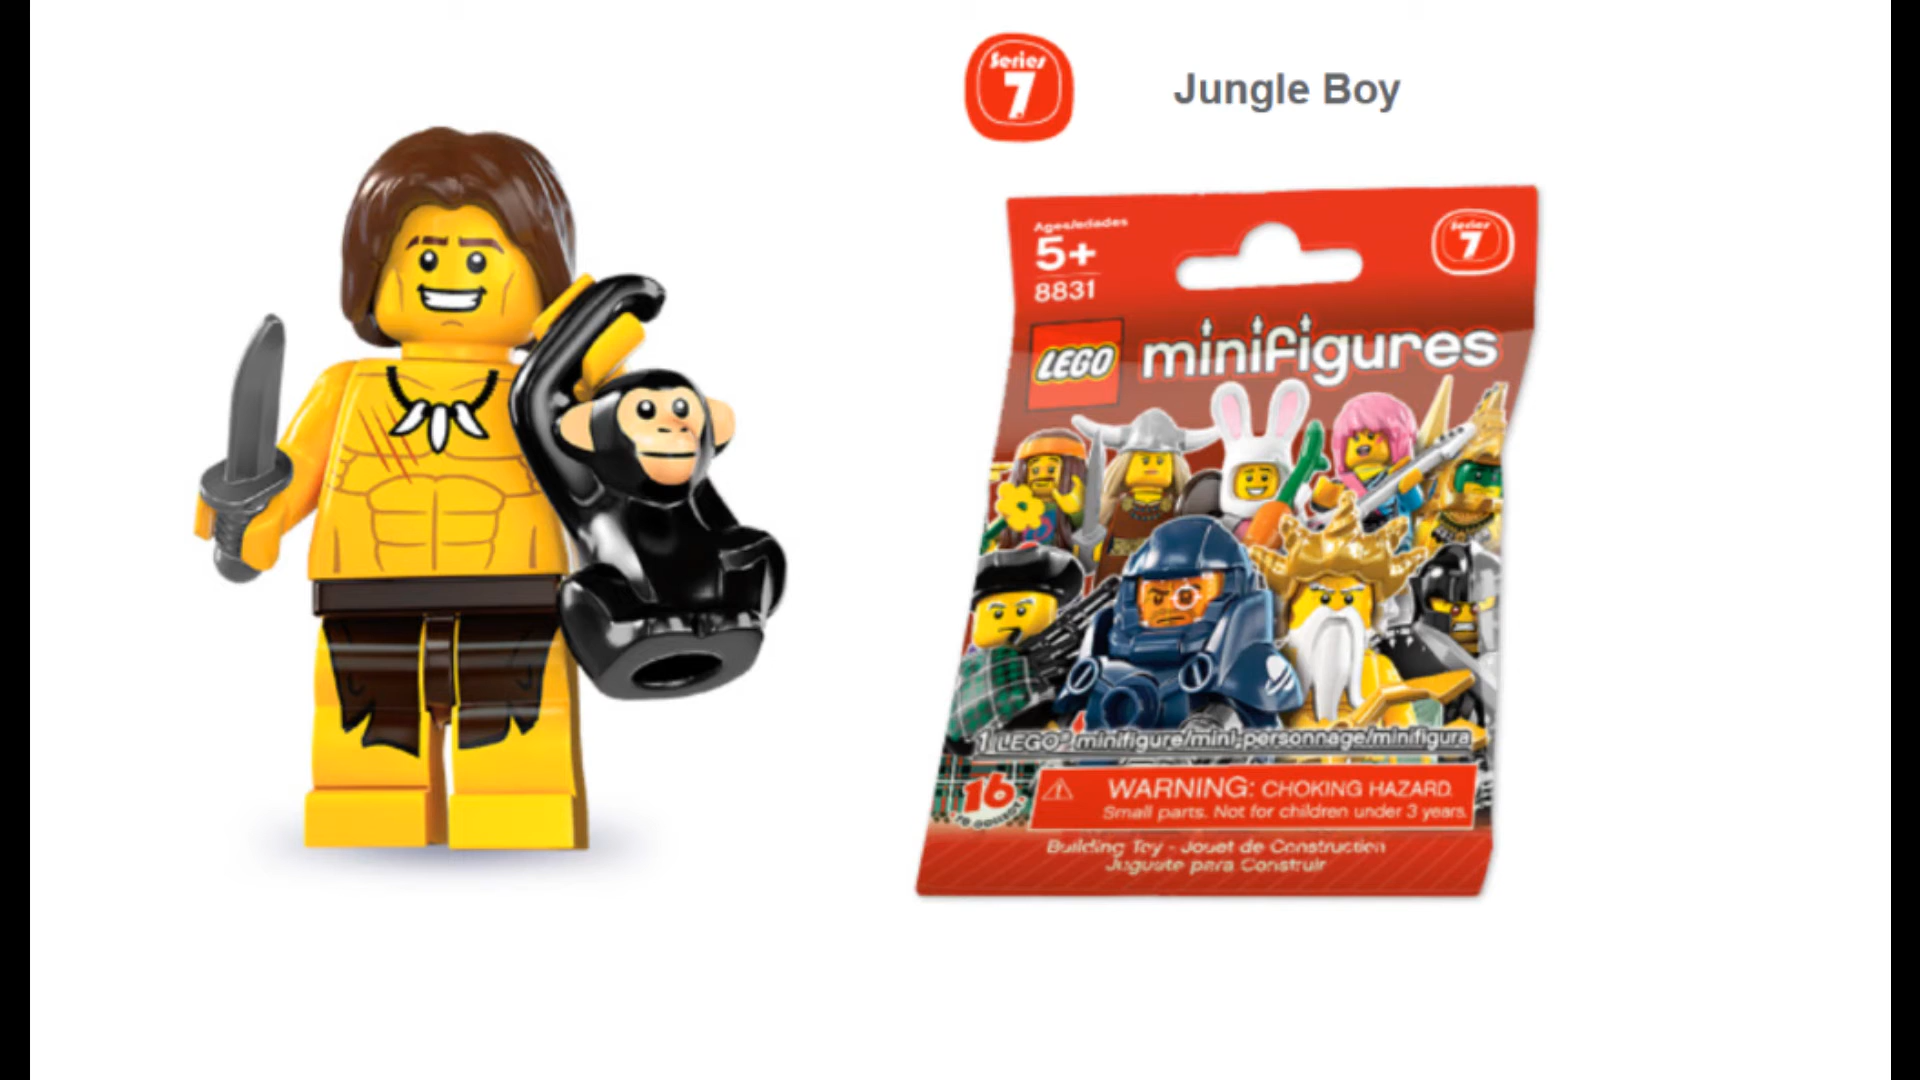 Series
7
Jungle Boy
Ages/edades
5+
8831
Series
7
LEGO minifigures
1 LEGO® minifigure/mini-personnage/minifigura
16
TO COLLECT
WARNING: CHOKING HAZARD.
Small parts. Not for children under 3 years.
Building Toy - Jouet de Construction
Juguete para Construir